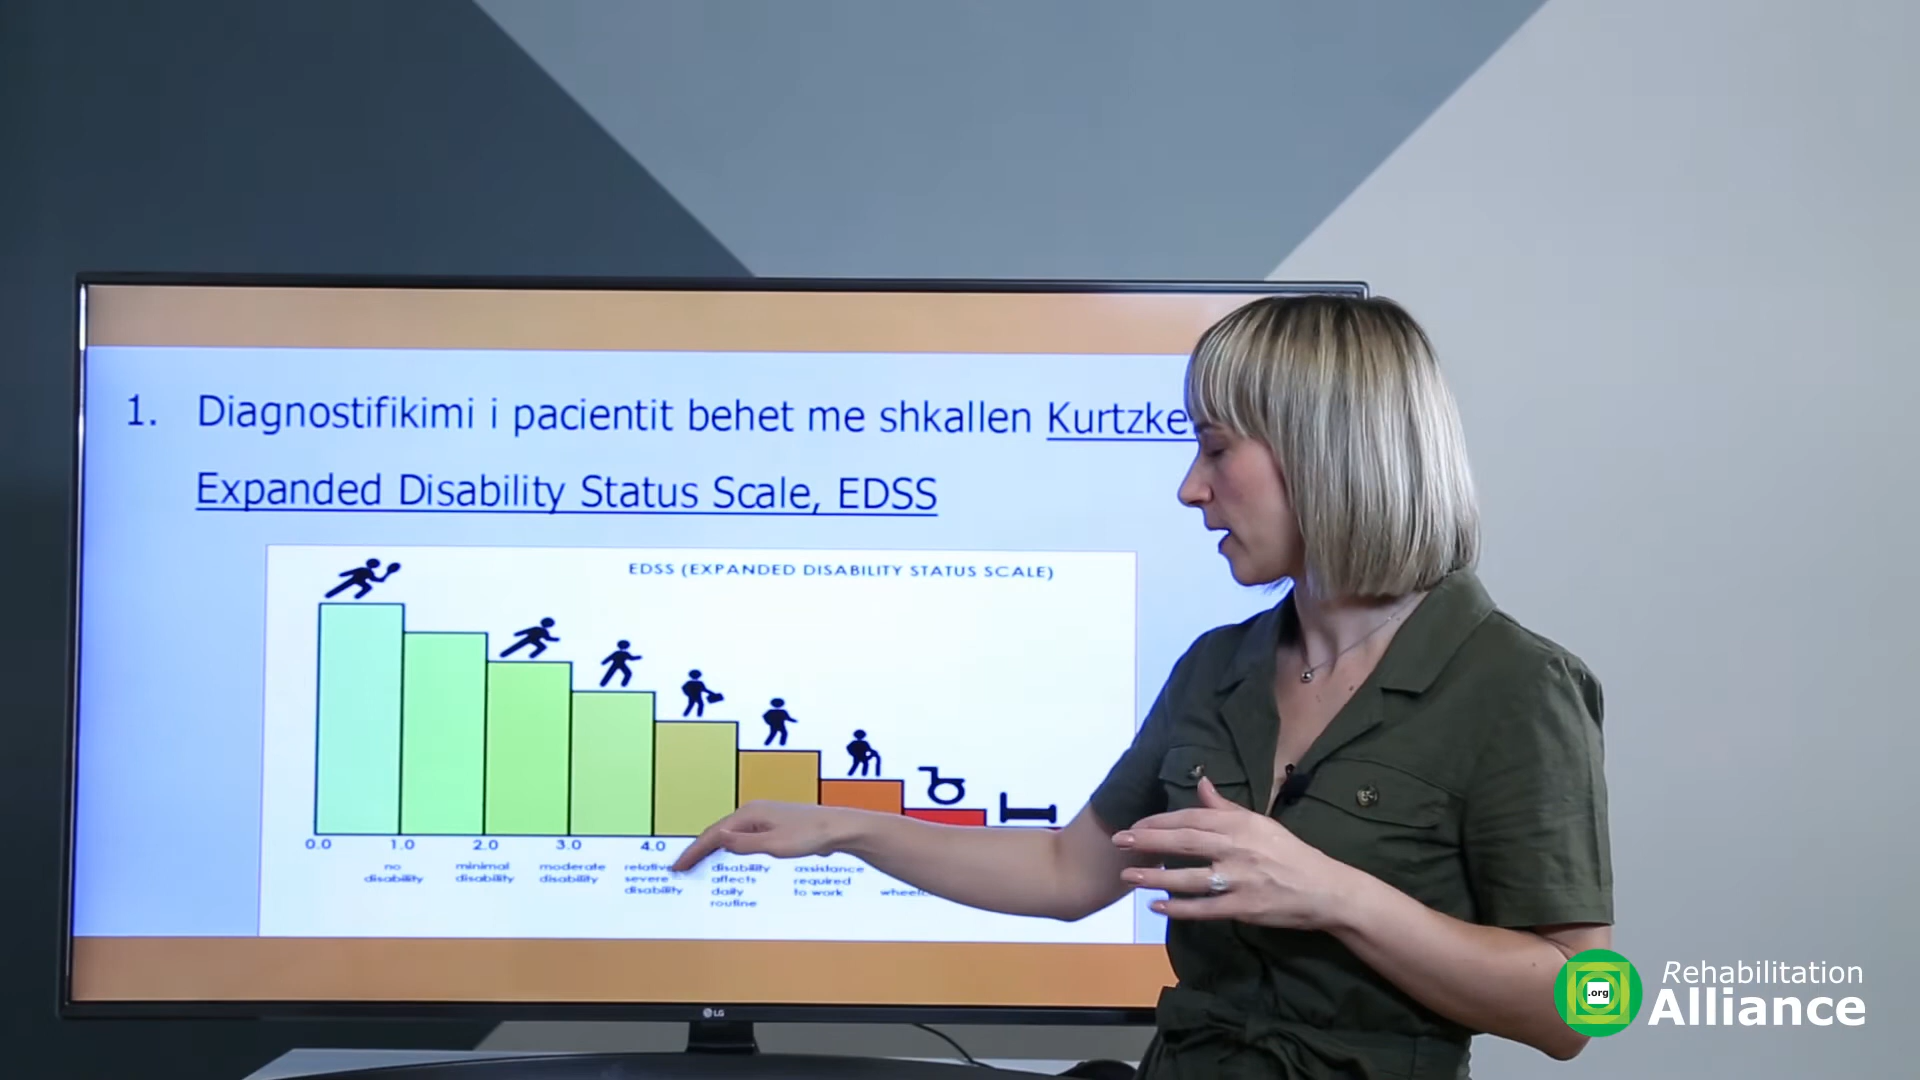 1. Diagnostifikimi i pacientit behet me shkallen Kurtzke
Expanded Disability Status Scale, EDSS
EDSS (EXPANDED DISABILITY STATUS SCALE)
0.0 1.0 2.0 3.0 4.0
no disability
minimal disability
moderate disability
severe disability
disability affects daily routine
assistance required to work
LG
.org
Rehabilitation
Alliance